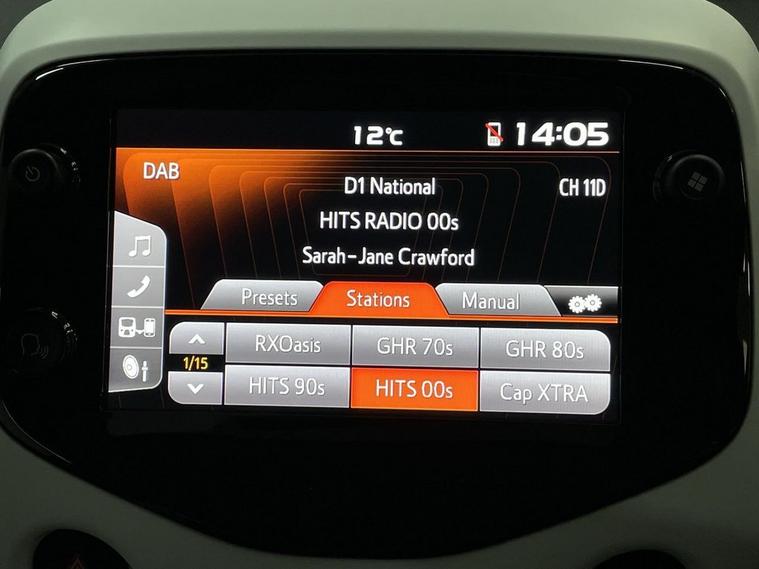 12°C 14:05
DAB
D1 National CH 11D
HITS RADIO 00s
Sarah-Jane Crawford
Presets Stations Manual
RXOasis GHR 70s GHR 80s
1/15
HITS 90s HITS 00s Cap XTRA